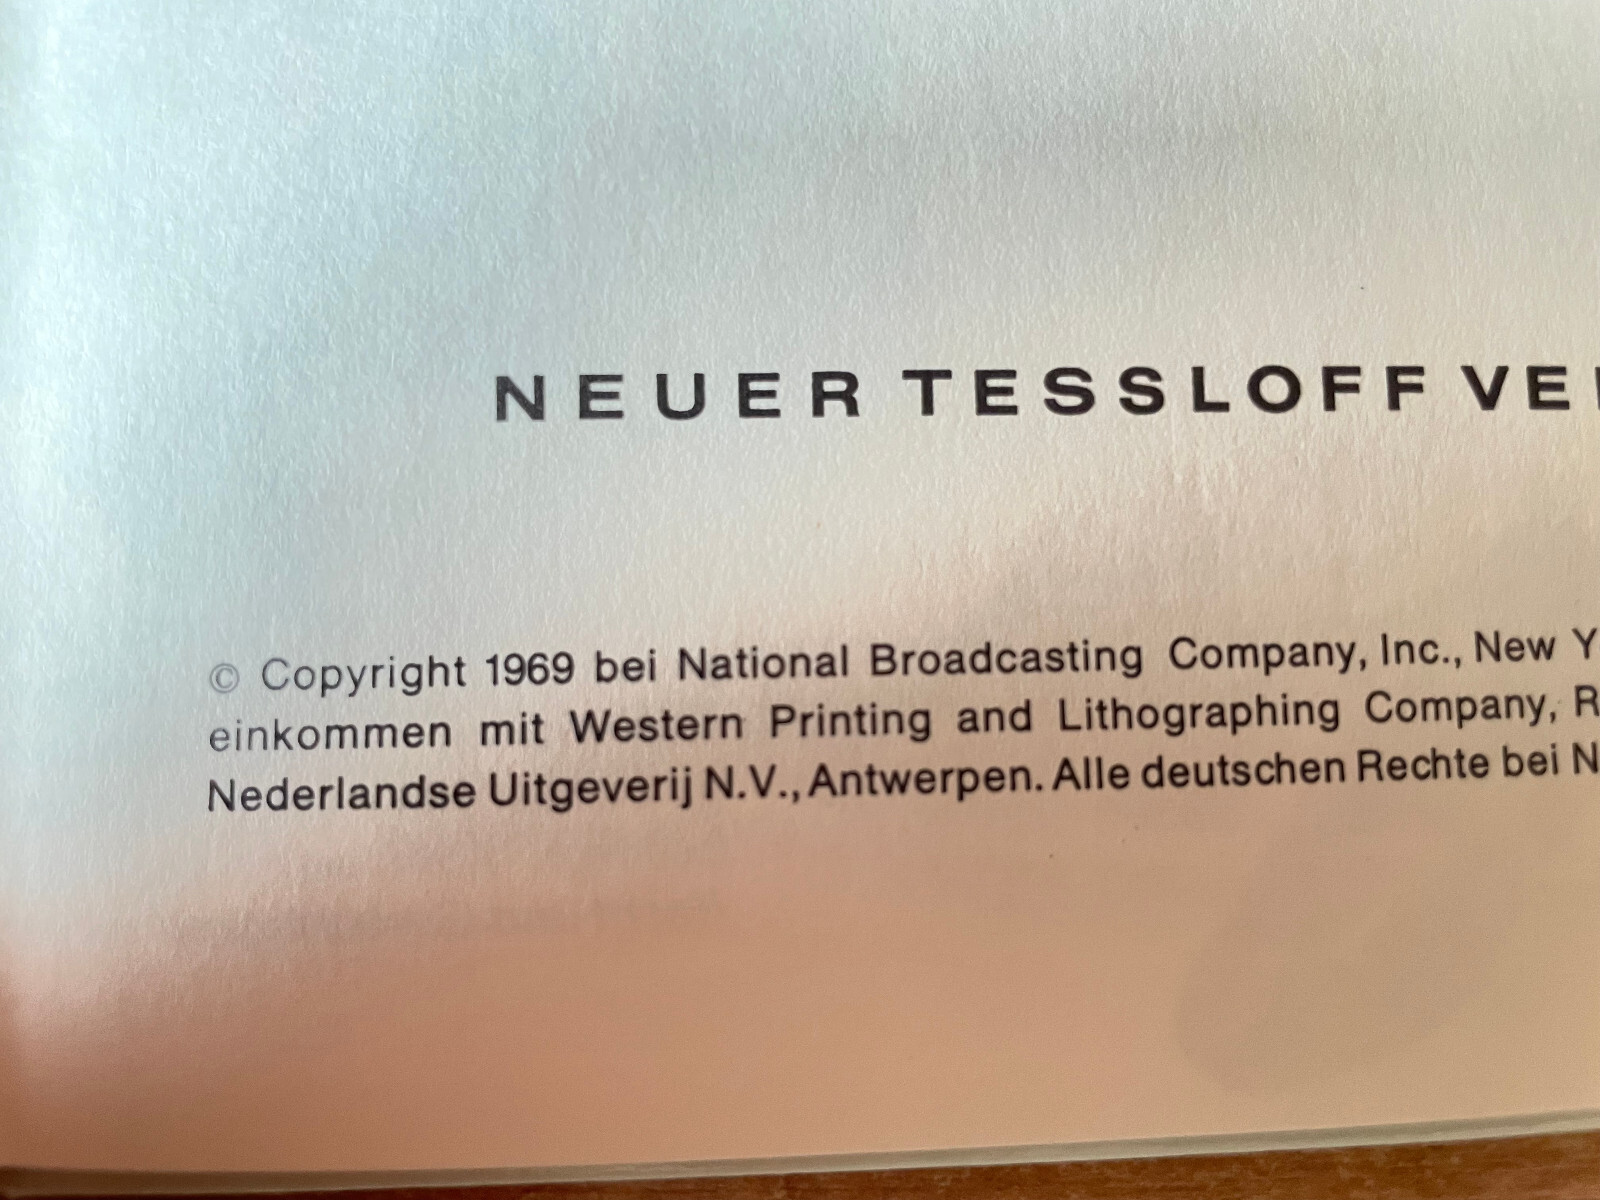 NEUER TESSLOFF VE
© Copyright 1969 bei National Broadcasting Company, Inc., New Y
einkommen mit Western Printing and Lithographing Company, R
Nederlandse Uitgeverij N.V., Antwerpen. Alle deutschen Rechte bei N